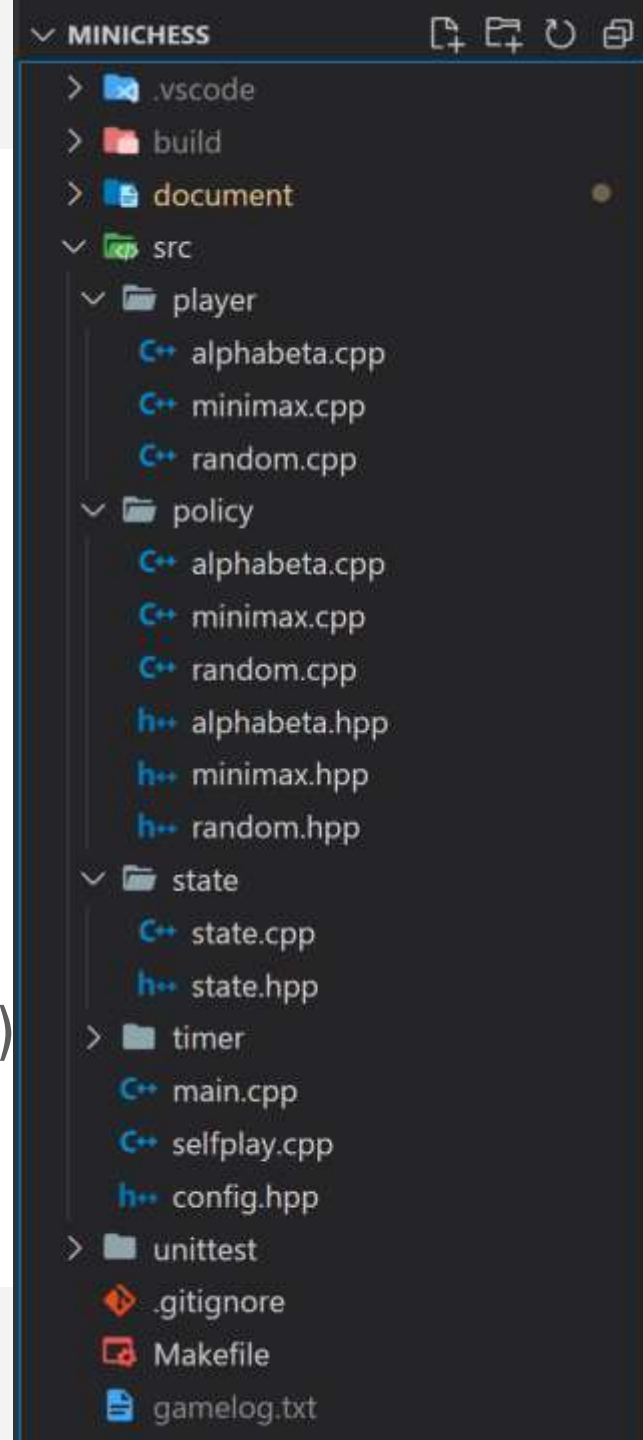 MINICHESS
.vscode
build
document
src
player
alphabeta.cpp
minimax.cpp
random.cpp
policy
alphabeta.cpp
minimax.cpp
random.cpp
alphabeta.hpp
minimax.hpp
random.hpp
state
state.cpp
state.hpp
)
timer
main.cpp
selfplay.cpp
config.hpp
unittest
.gitignore
Makefile
gamelog.txt